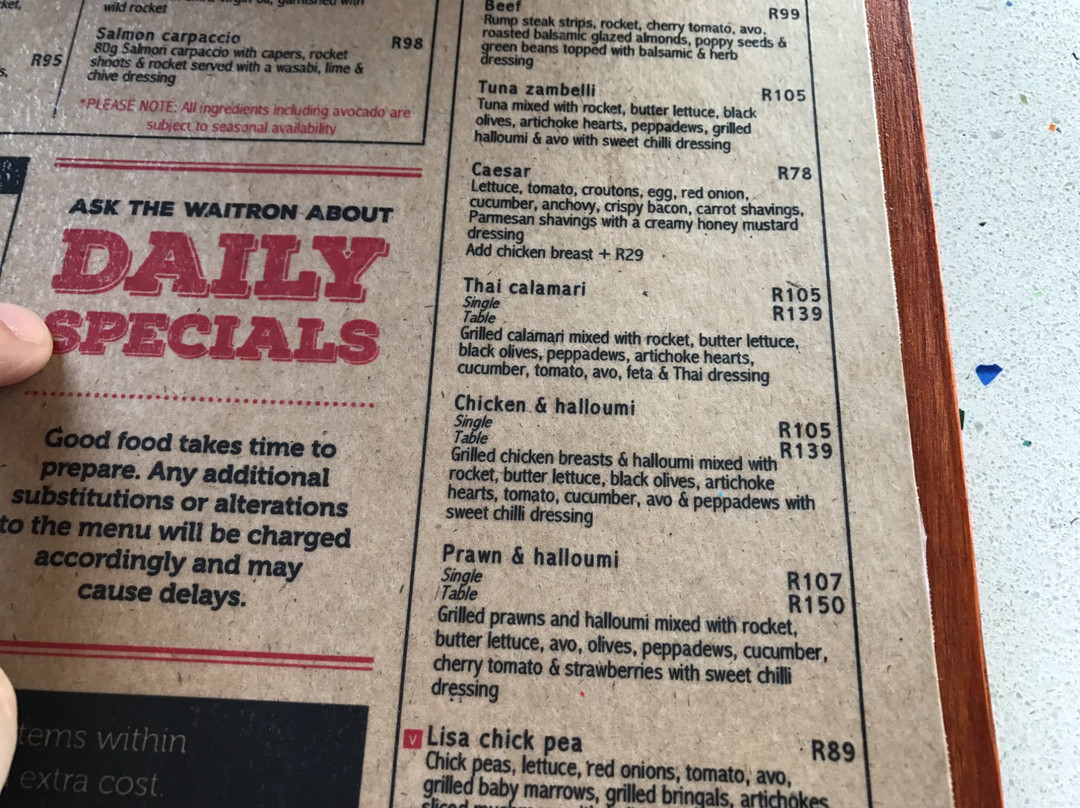 wild rocket
Salmon carpaccio R98
80g Salmon carpaccio with capers, rocket
shoots & rocket served with a wasabi, lime &
chive dressing
*PLEASE NOTE: All ingredients including avocado are
subject to seasonal availability
R95
ASK THE WAITRON ABOUT
DAILY
SPECIALS
Good food takes time to
prepare. Any additional
substitutions or alterations
to the menu will be charged
accordingly and may
cause delays.
tems within
extra cost.
Beef R99
Rump steak strips, rocket, cherry tomato, avo,
roasted balsamic glazed almonds, poppy seeds &
green beans topped with balsamic & herb
dressing
Tuna zambelli R105
Tuna mixed with rocket, butter lettuce, black
olives, artichoke hearts, peppadews, grilled
halloumi & avo with sweet chilli dressing
Caesar R78
Lettuce, tomato, croutons, egg, red onion,
cucumber, anchovy, crispy bacon, carrot shavings,
Parmesan shavings with a creamy honey mustard
dressing
Add chicken breast + R29
Thai calamari
Single R105
Table R139
Grilled calamari mixed with rocket, butter lettuce,
black olives, peppadews, artichoke hearts,
cucumber, tomato, avo, feta & Thai dressing
Chicken & halloumi
Single R105
Table R139
Grilled chicken breasts & halloumi mixed with
rocket, butter lettuce, black olives, artichoke
hearts, tomato, cucumber, avo & peppadews with
sweet chilli dressing
Prawn & halloumi
Single R107
Table R150
Grilled prawns and halloumi mixed with rocket,
butter lettuce, avo, olives, peppadews, cucumber,
cherry tomato & strawberries with sweet chilli
dressing
V Lisa chick pea R89
Chick peas, lettuce, red onions, tomato, avo,
grilled baby marrows, grilled bringals, artichokes